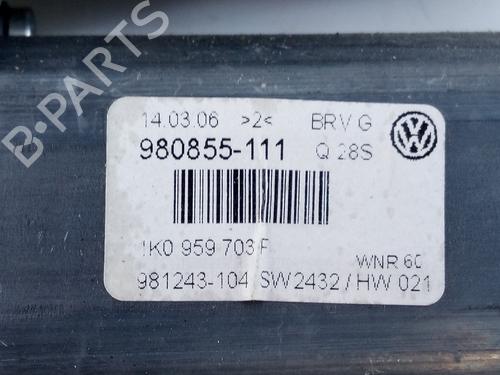 B-PARTS
14.03.06 >2< BRV G
980855-111 Q 28S
1K0 959 703 F
WNR 60
981243-104 SW2432 / HW 021